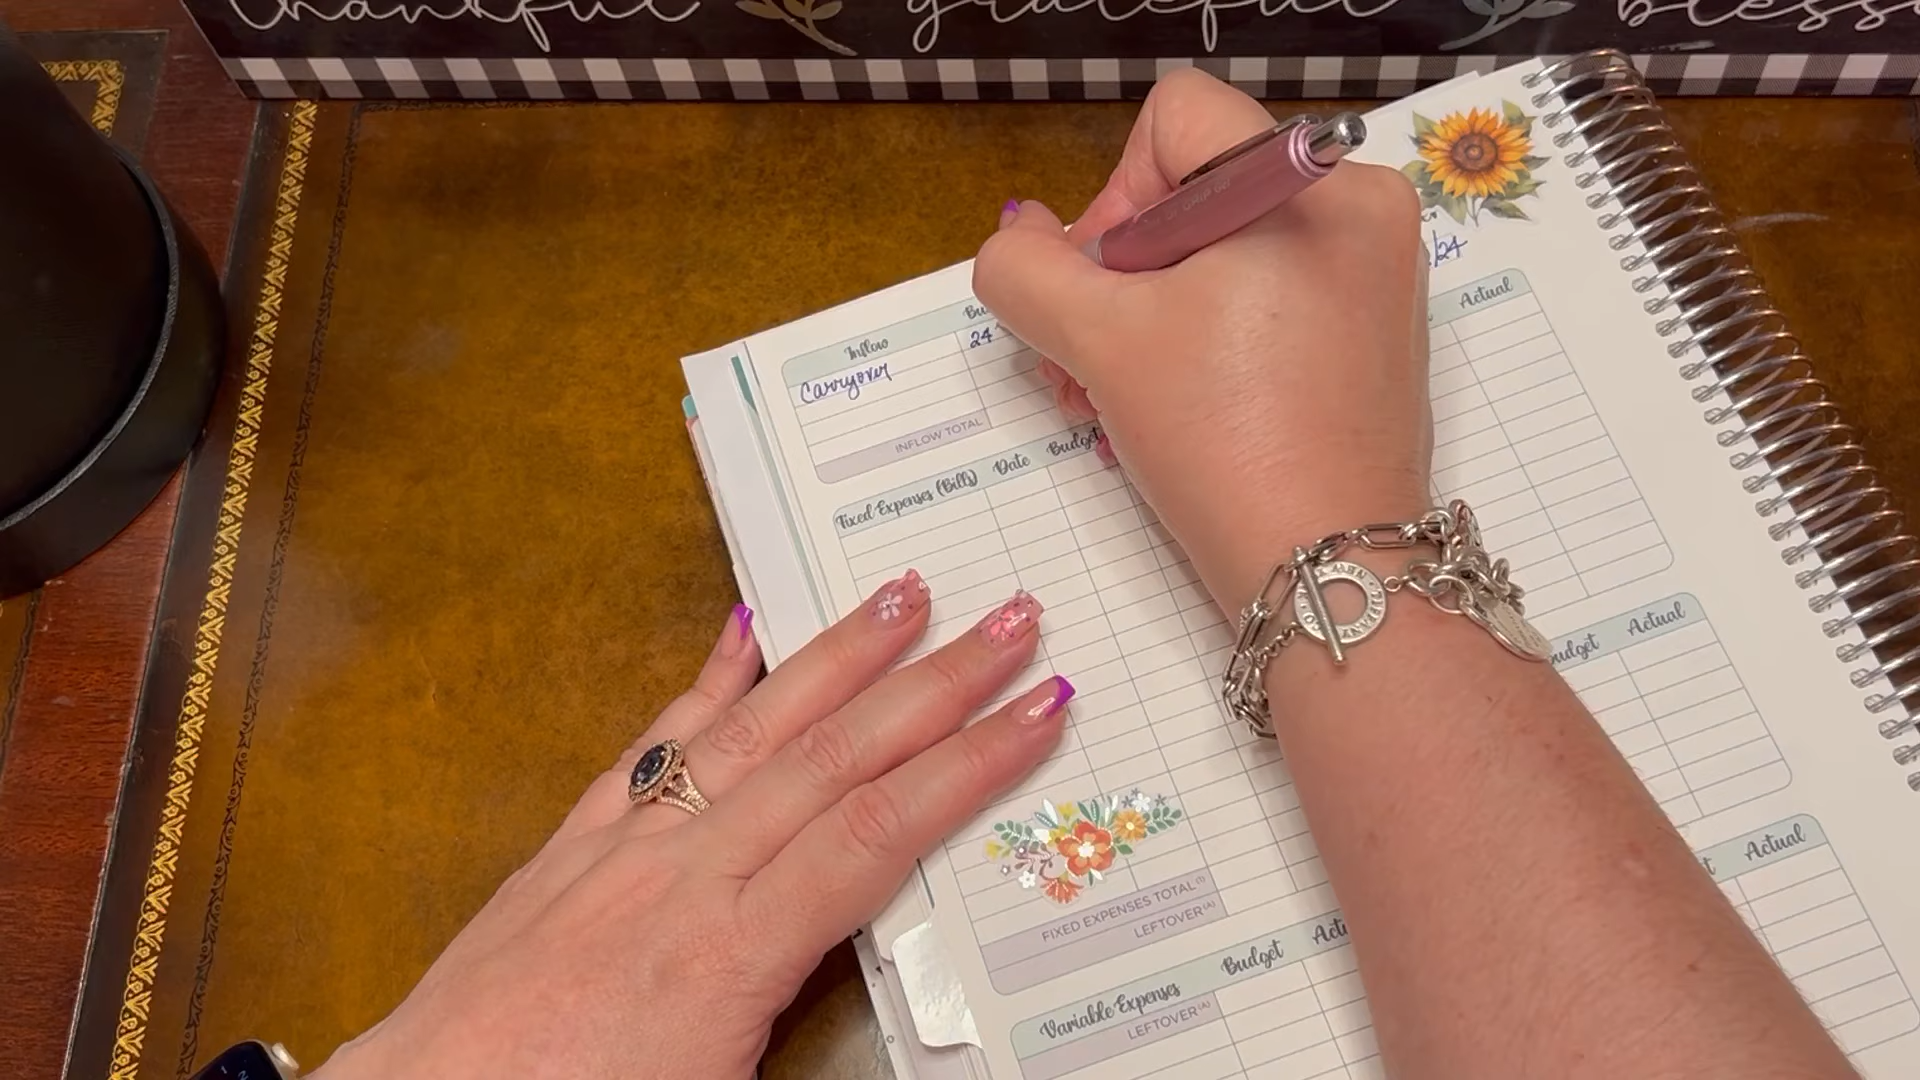 thankful grateful
/24
Inflow
24
Carryover
INFLOW TOTAL
Actual
Fixed Expenses (Bills) Date Budget
Budget Actual
Actual
FIXED EXPENSES TOTAL
LEFTOVER
Variable Expenses Budget
LEFTOVER